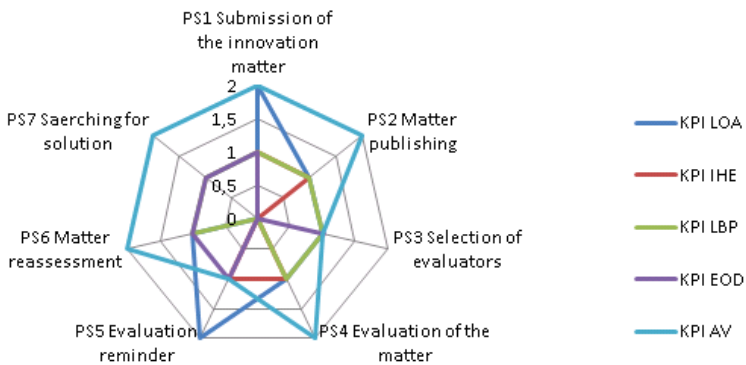 PS1 Submission of
the innovation
matter
2
1,5
1
0,5
0
PS2 Matter
publishing
PS3 Selection of
evaluators
PS4 Evaluation of the
matter
PS5 Evaluation
reminder
PS6 Matter
reassessment
PS7 Saerching for
solution
KPI LOA
KPI IHE
KPI LBP
KPI EOD
KPI AV